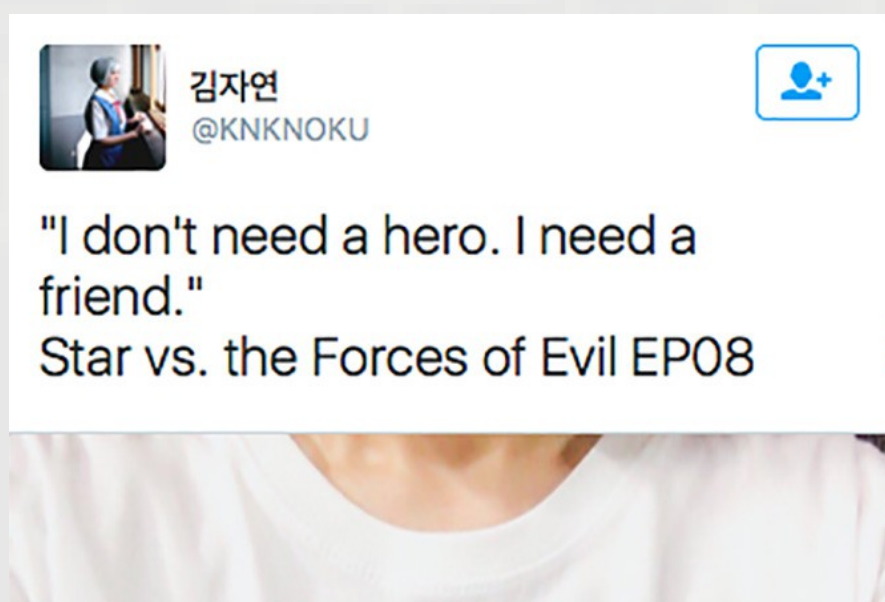 김자연
@KNKNOKU
"I don't need a hero. I need a
friend."
Star vs. the Forces of Evil EP08